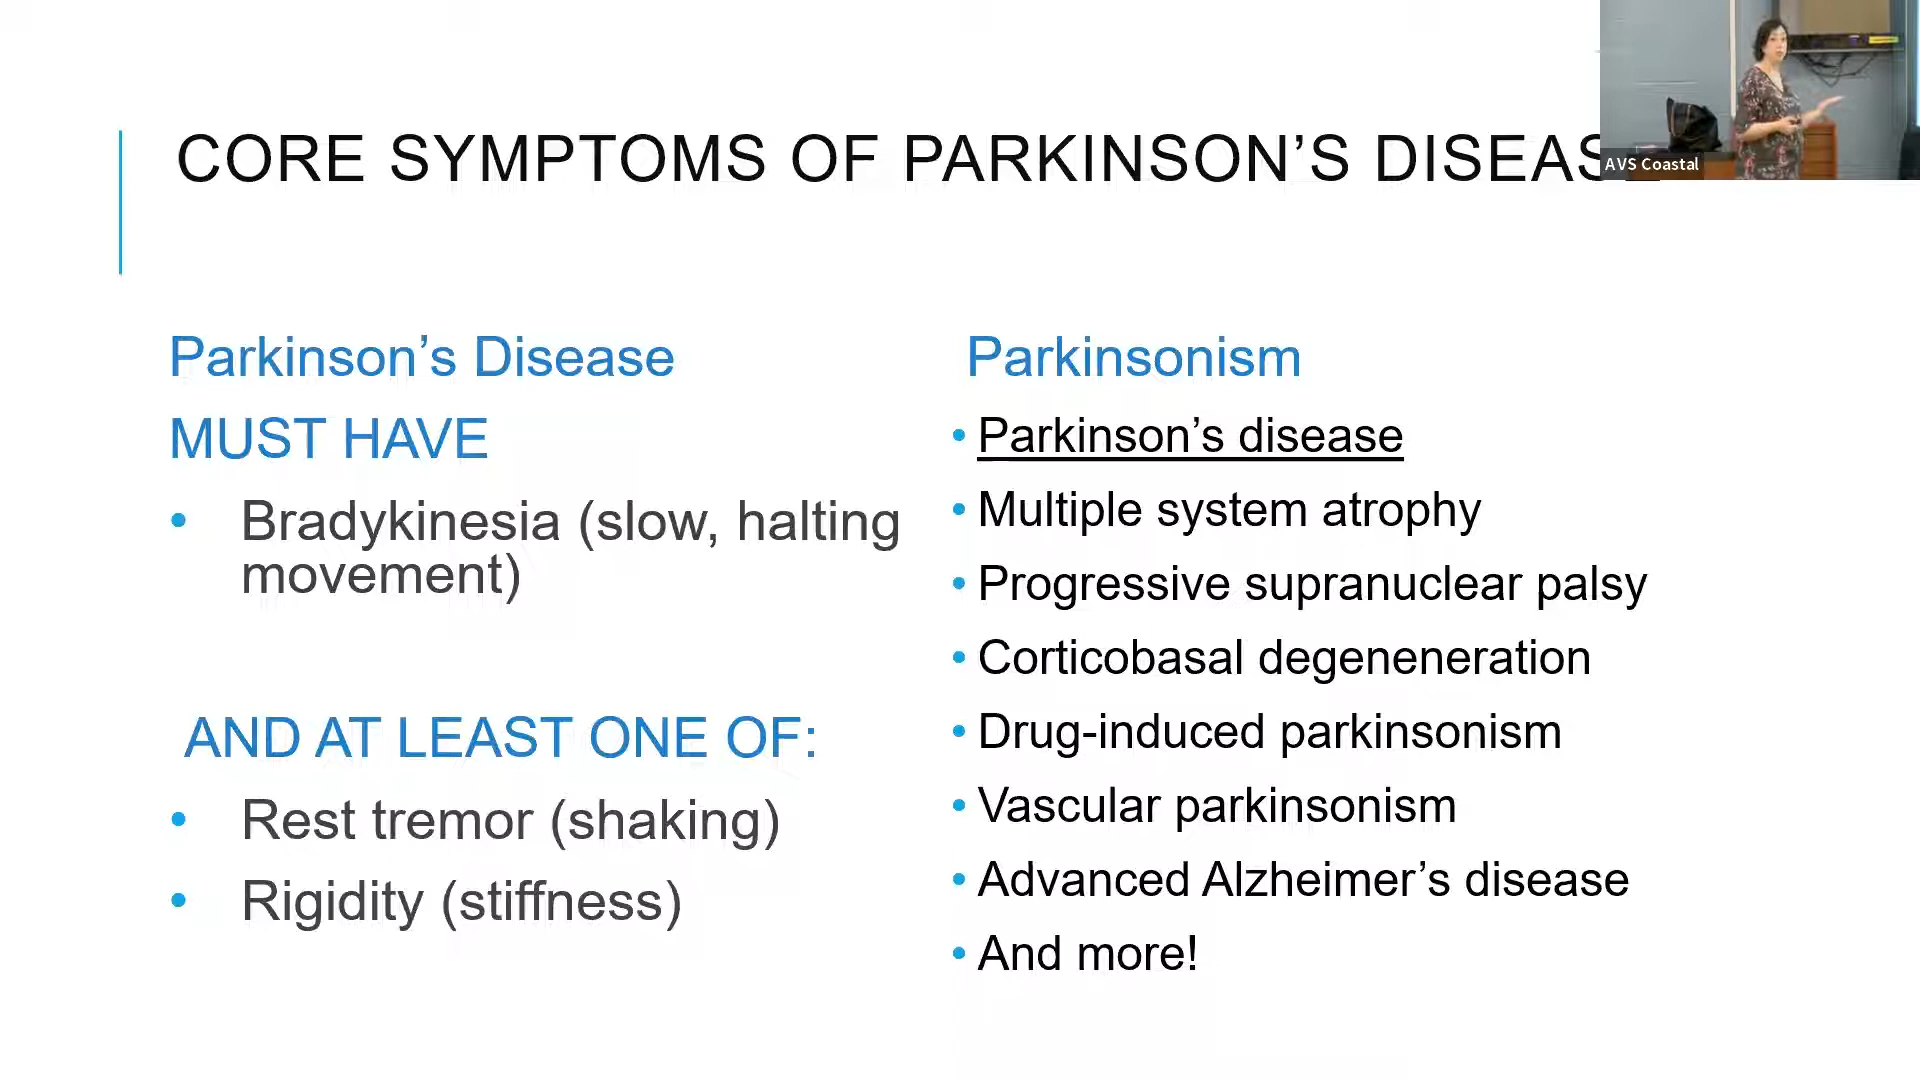 CORE SYMPTOMS OF PARKINSON’S DISEAS
AVS Coastal
Parkinson’s Disease
MUST HAVE
• Bradykinesia (slow, halting
movement)
AND AT LEAST ONE OF:
• Rest tremor (shaking)
• Rigidity (stiffness)
Parkinsonism
• Parkinson’s disease
• Multiple system atrophy
• Progressive supranuclear palsy
• Corticobasal degeneneration
• Drug-induced parkinsonism
• Vascular parkinsonism
• Advanced Alzheimer’s disease
• And more!